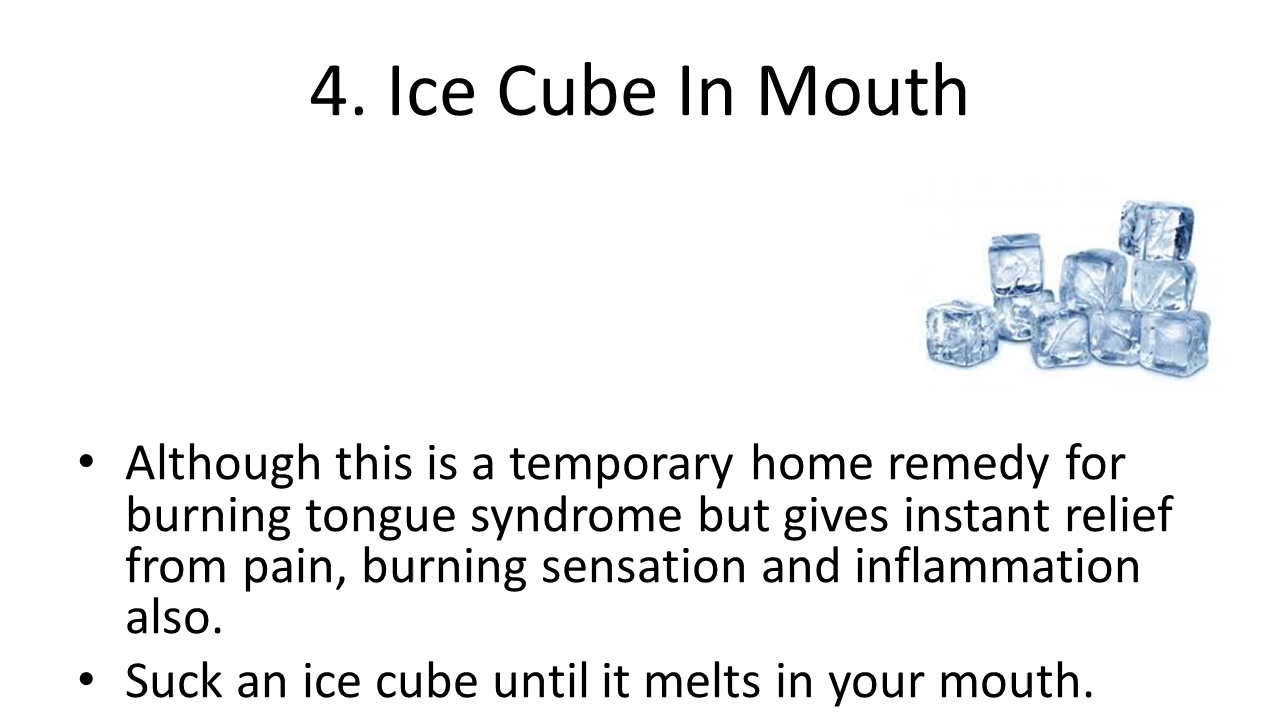 4. Ice Cube In Mouth
• Although this is a temporary home remedy for
burning tongue syndrome but gives instant relief
from pain, burning sensation and inflammation
also.
• Suck an ice cube until it melts in your mouth.